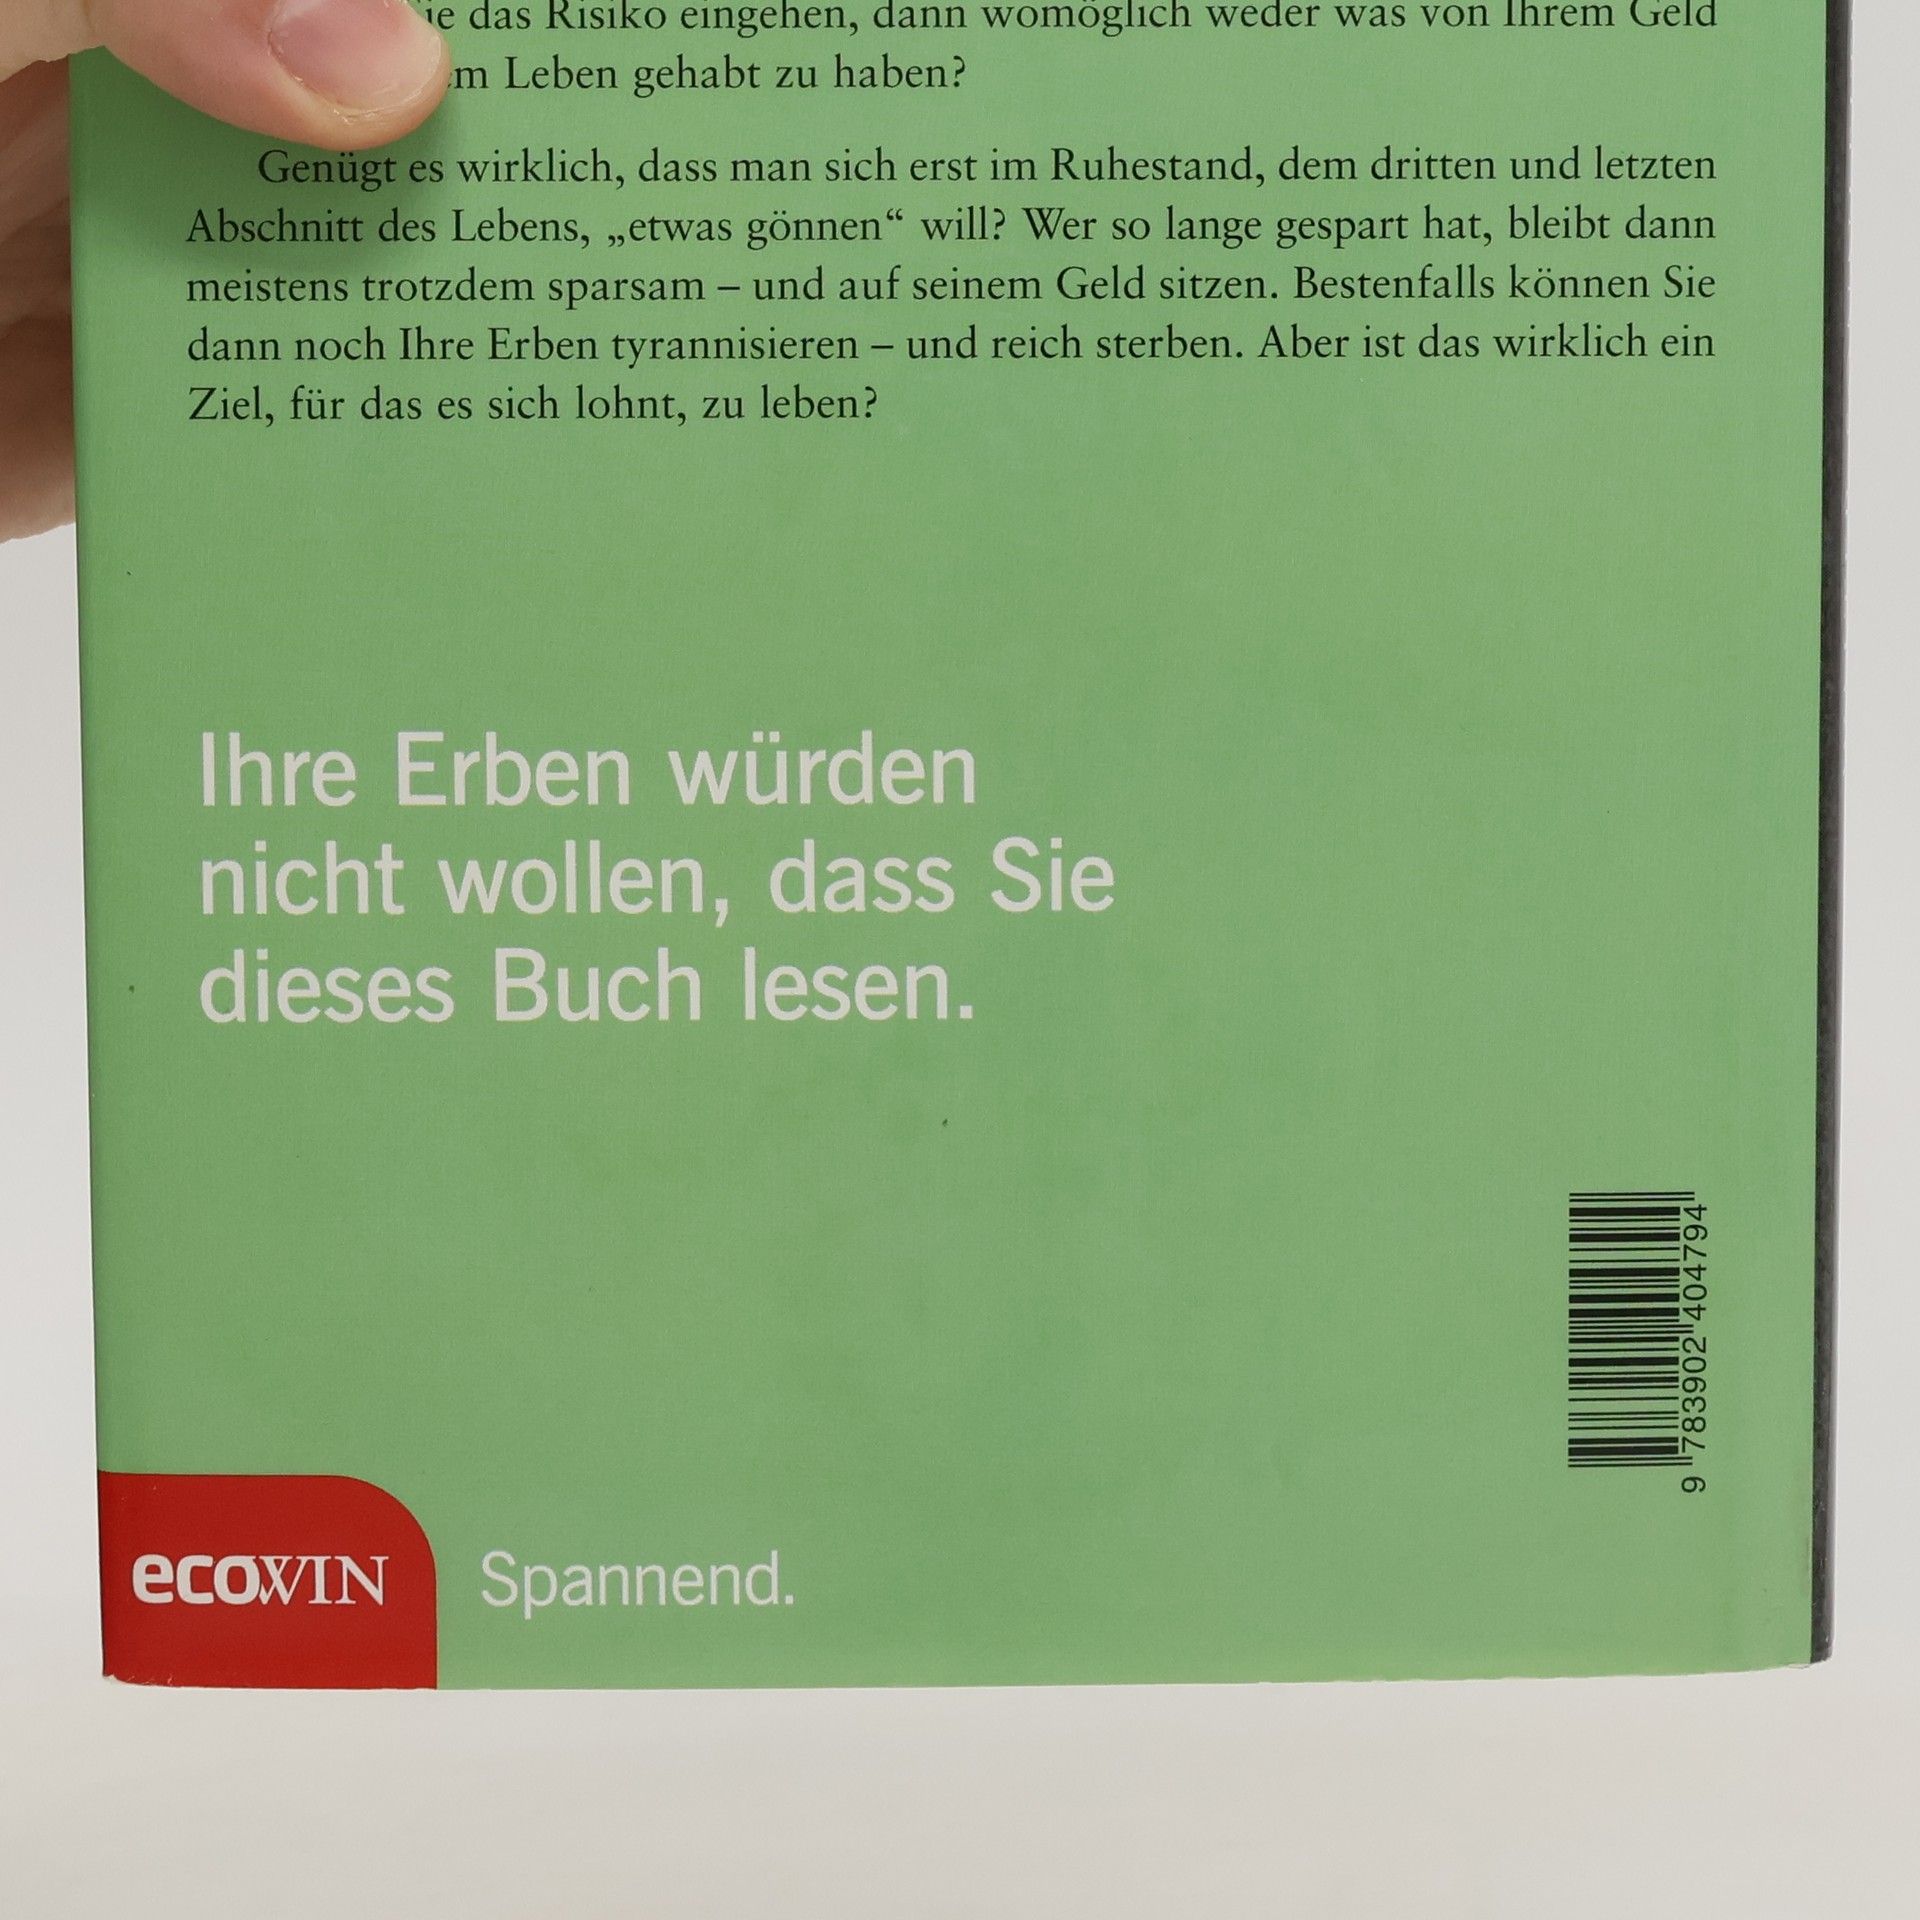 das Risiko eingehen, dann womöglich weder was von Ihrem Geld
Leben gehabt zu haben?
Genügt es wirklich, dass man sich erst im Ruhestand, dem dritten und letzten
Abschnitt des Lebens, „etwas gönnen“ will? Wer so lange gespart hat, bleibt dann
meistens trotzdem sparsam – und auf seinem Geld sitzen. Bestenfalls können Sie
dann noch Ihre Erben tyrannisieren – und reich sterben. Aber ist das wirklich ein
Ziel, für das es sich lohnt, zu leben?
Ihre Erben würden
nicht wollen, dass Sie
dieses Buch lesen.
9 783902 404794
ecoWIN
Spannend.